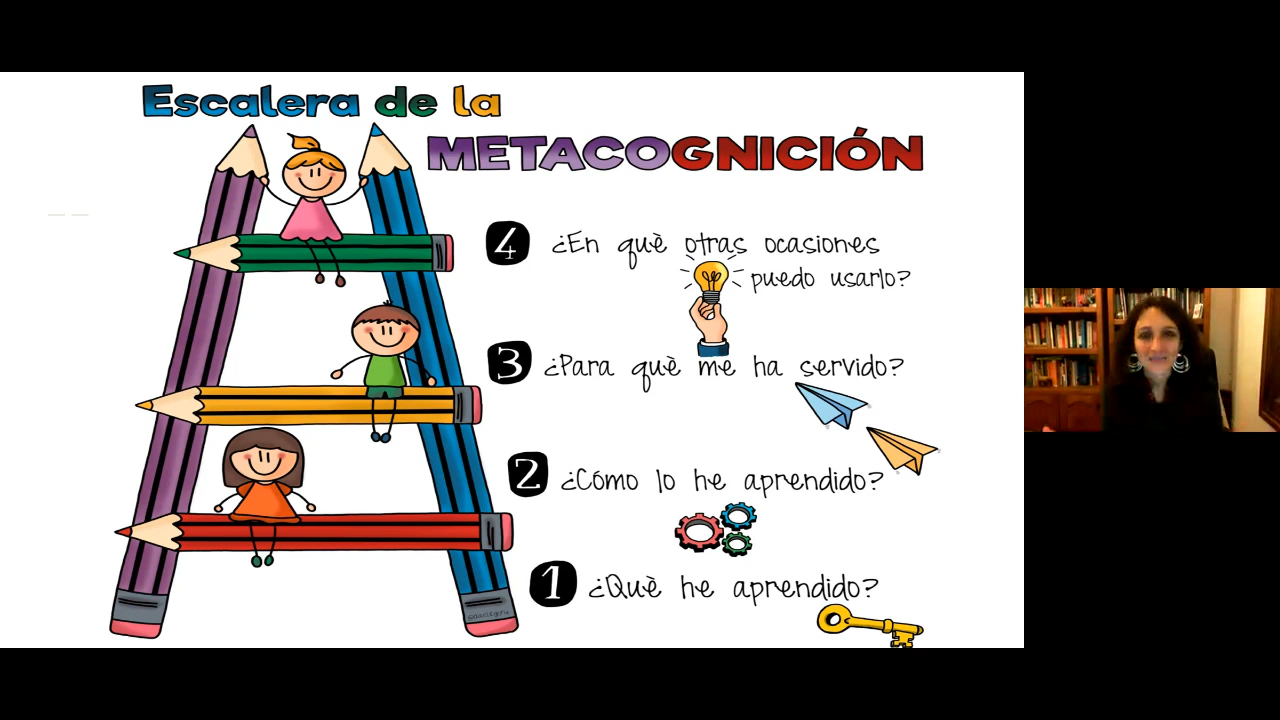 Escalera de la
METACOGNICIÓN
4 ¿En què otras ocasiones
puedo usarlo?
3 ¿Para què me ha servido?
2 ¿Cómo lo he aprendido?
1 ¿Què he aprendido?